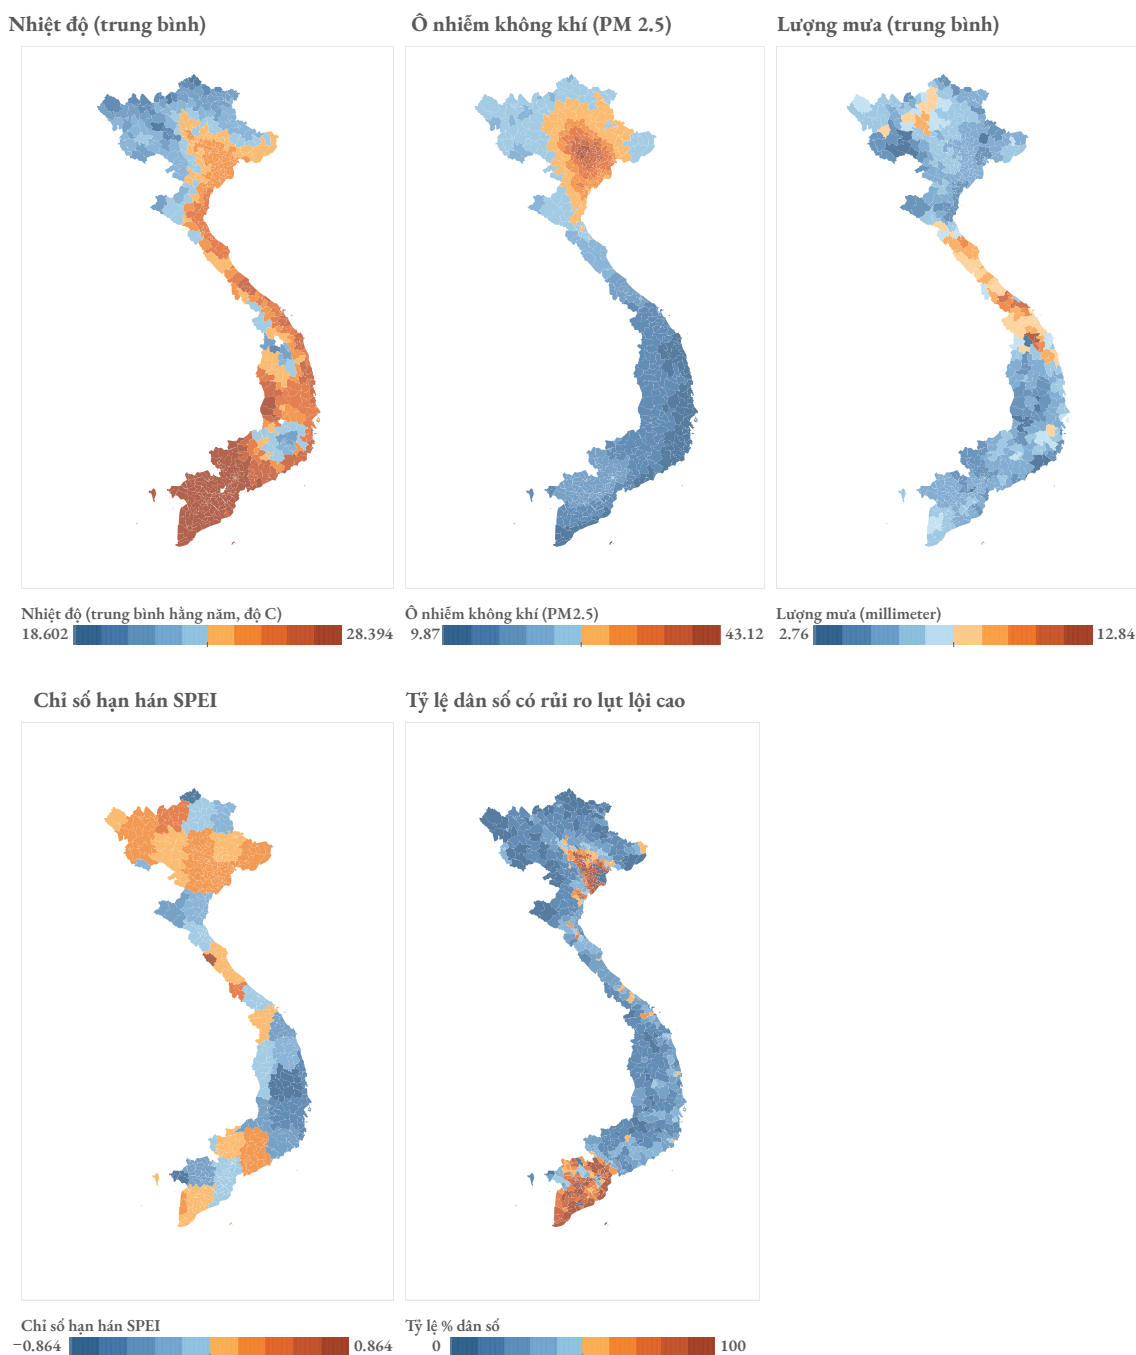 Nhiệt độ (trung bình)
Ô nhiễm không khí (PM 2.5)
Lượng mưa (trung bình)
Nhiệt độ (trung bình hằng năm, độ C)
18.602 28.394
Ô nhiễm không khí (PM2.5)
9.87 43.12
Lượng mưa (millimeter)
2.76 12.84
Chỉ số hạn hán SPEI
Tỷ lệ dân số có rủi ro lụt lội cao
Chỉ số hạn hán SPEI
−0.864 0.864
Tỷ lệ % dân số
0 100